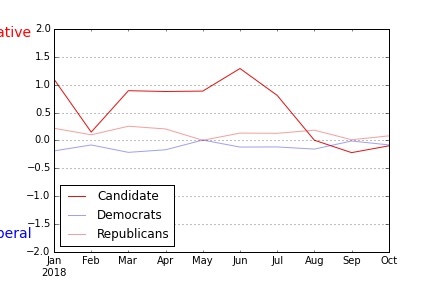 ative
2.0
1.5
1.0
0.5
0.0
−0.5
−1.0
−1.5
−2.0
peral
Candidate
Democrats
Republicans
Jan Feb Mar Apr May Jun Jul Aug Sep Oct
2018